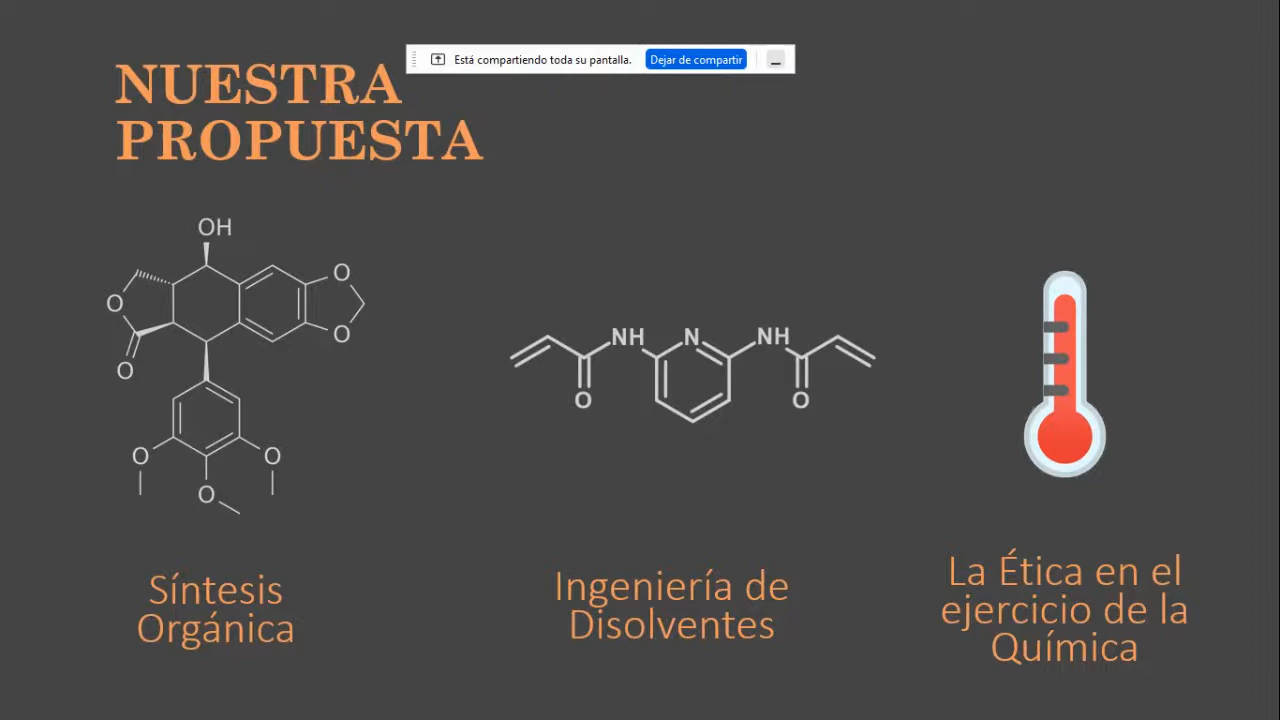 Está compartiendo toda su pantalla.
Dejar de compartir
NUESTRA
PROPUESTA
OH
O
O
O
O
O
O
O
NH
N
NH
O
O
Síntesis
Orgánica
Ingeniería de
Disolventes
La Ética en el
ejercicio de la
Química